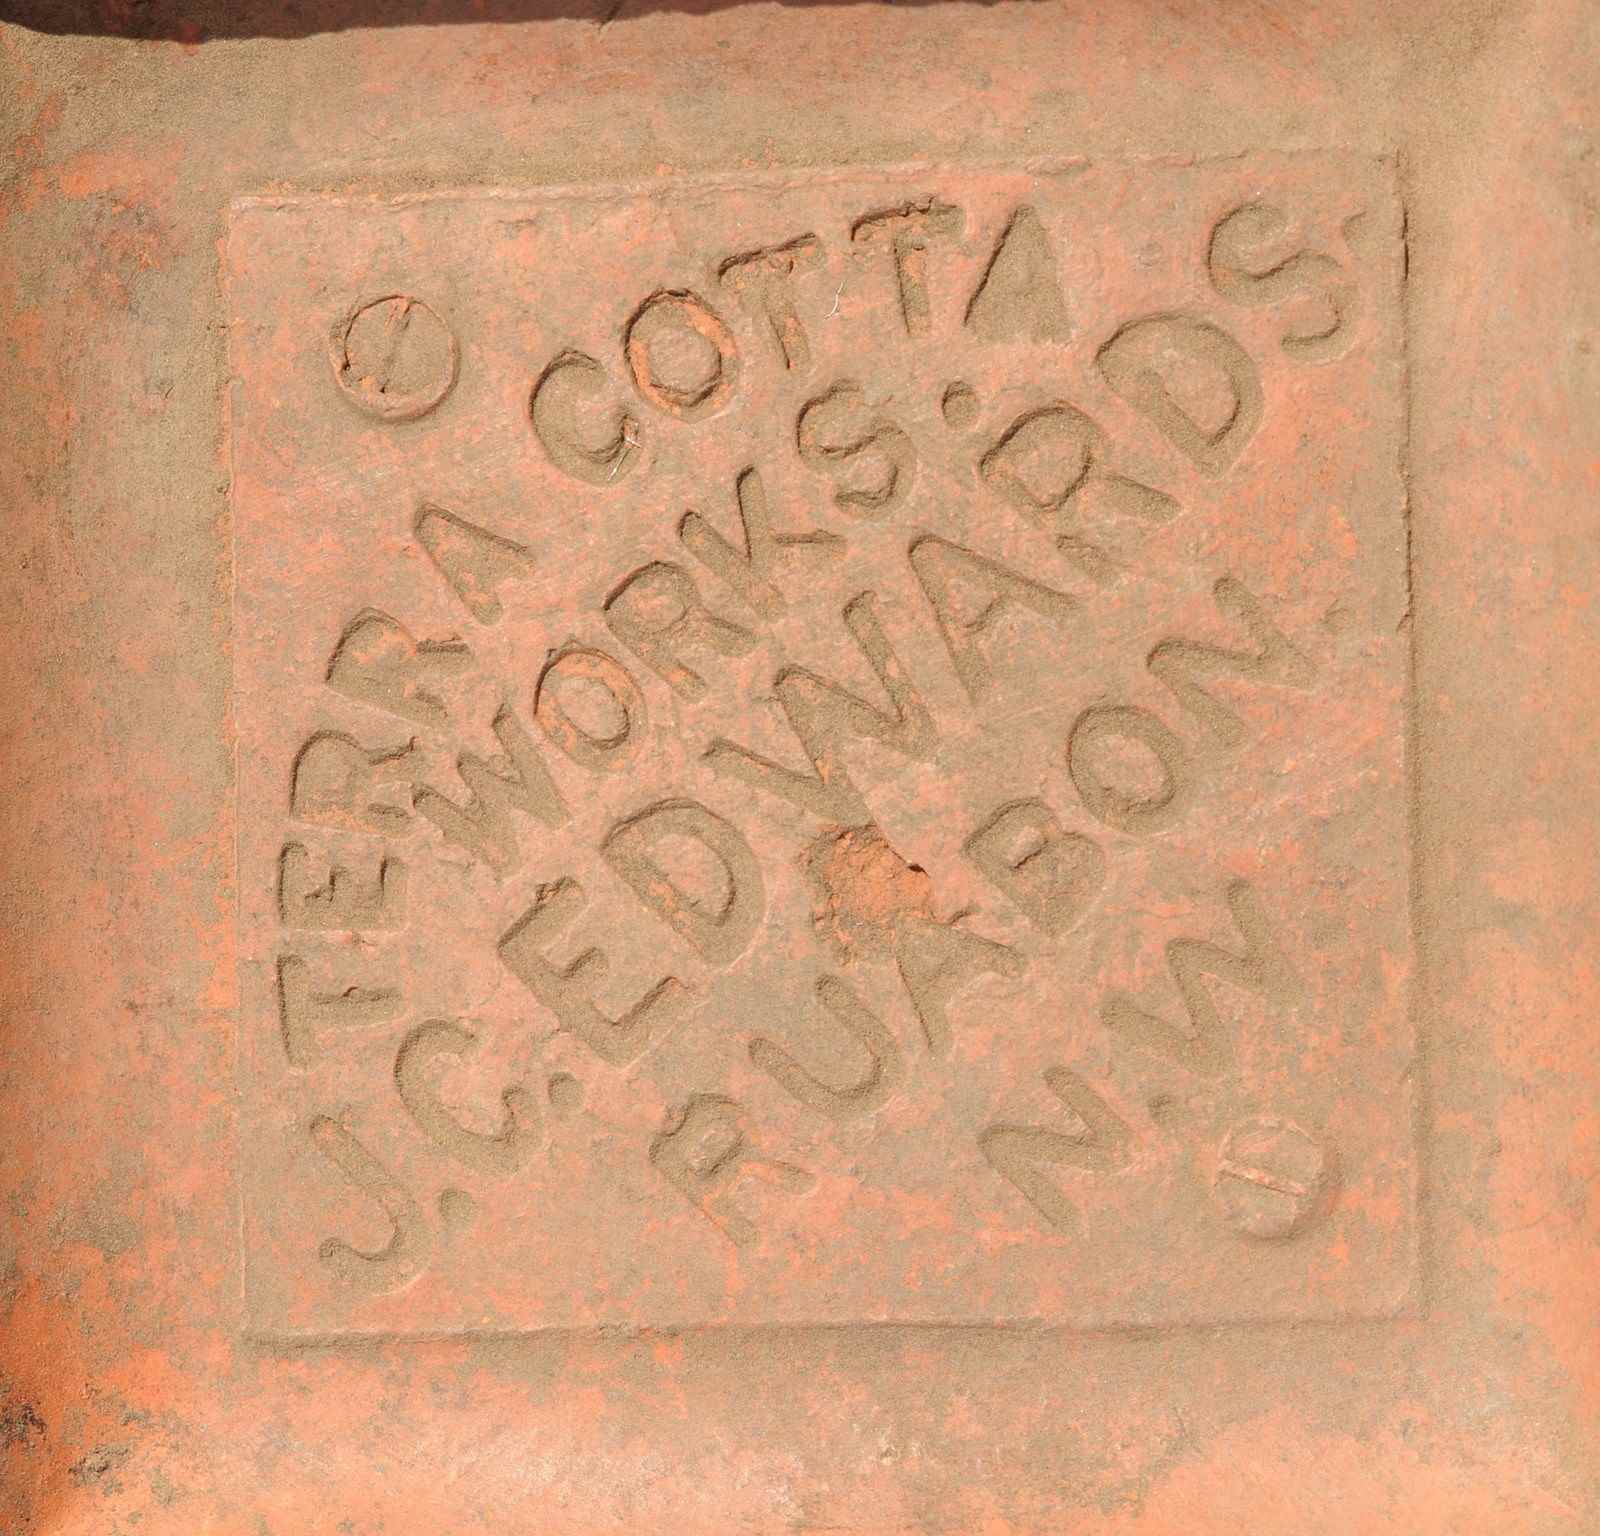 TERRA COTTA
WORKS.
J.C.EDWARDS.
RUABON.
N.W.